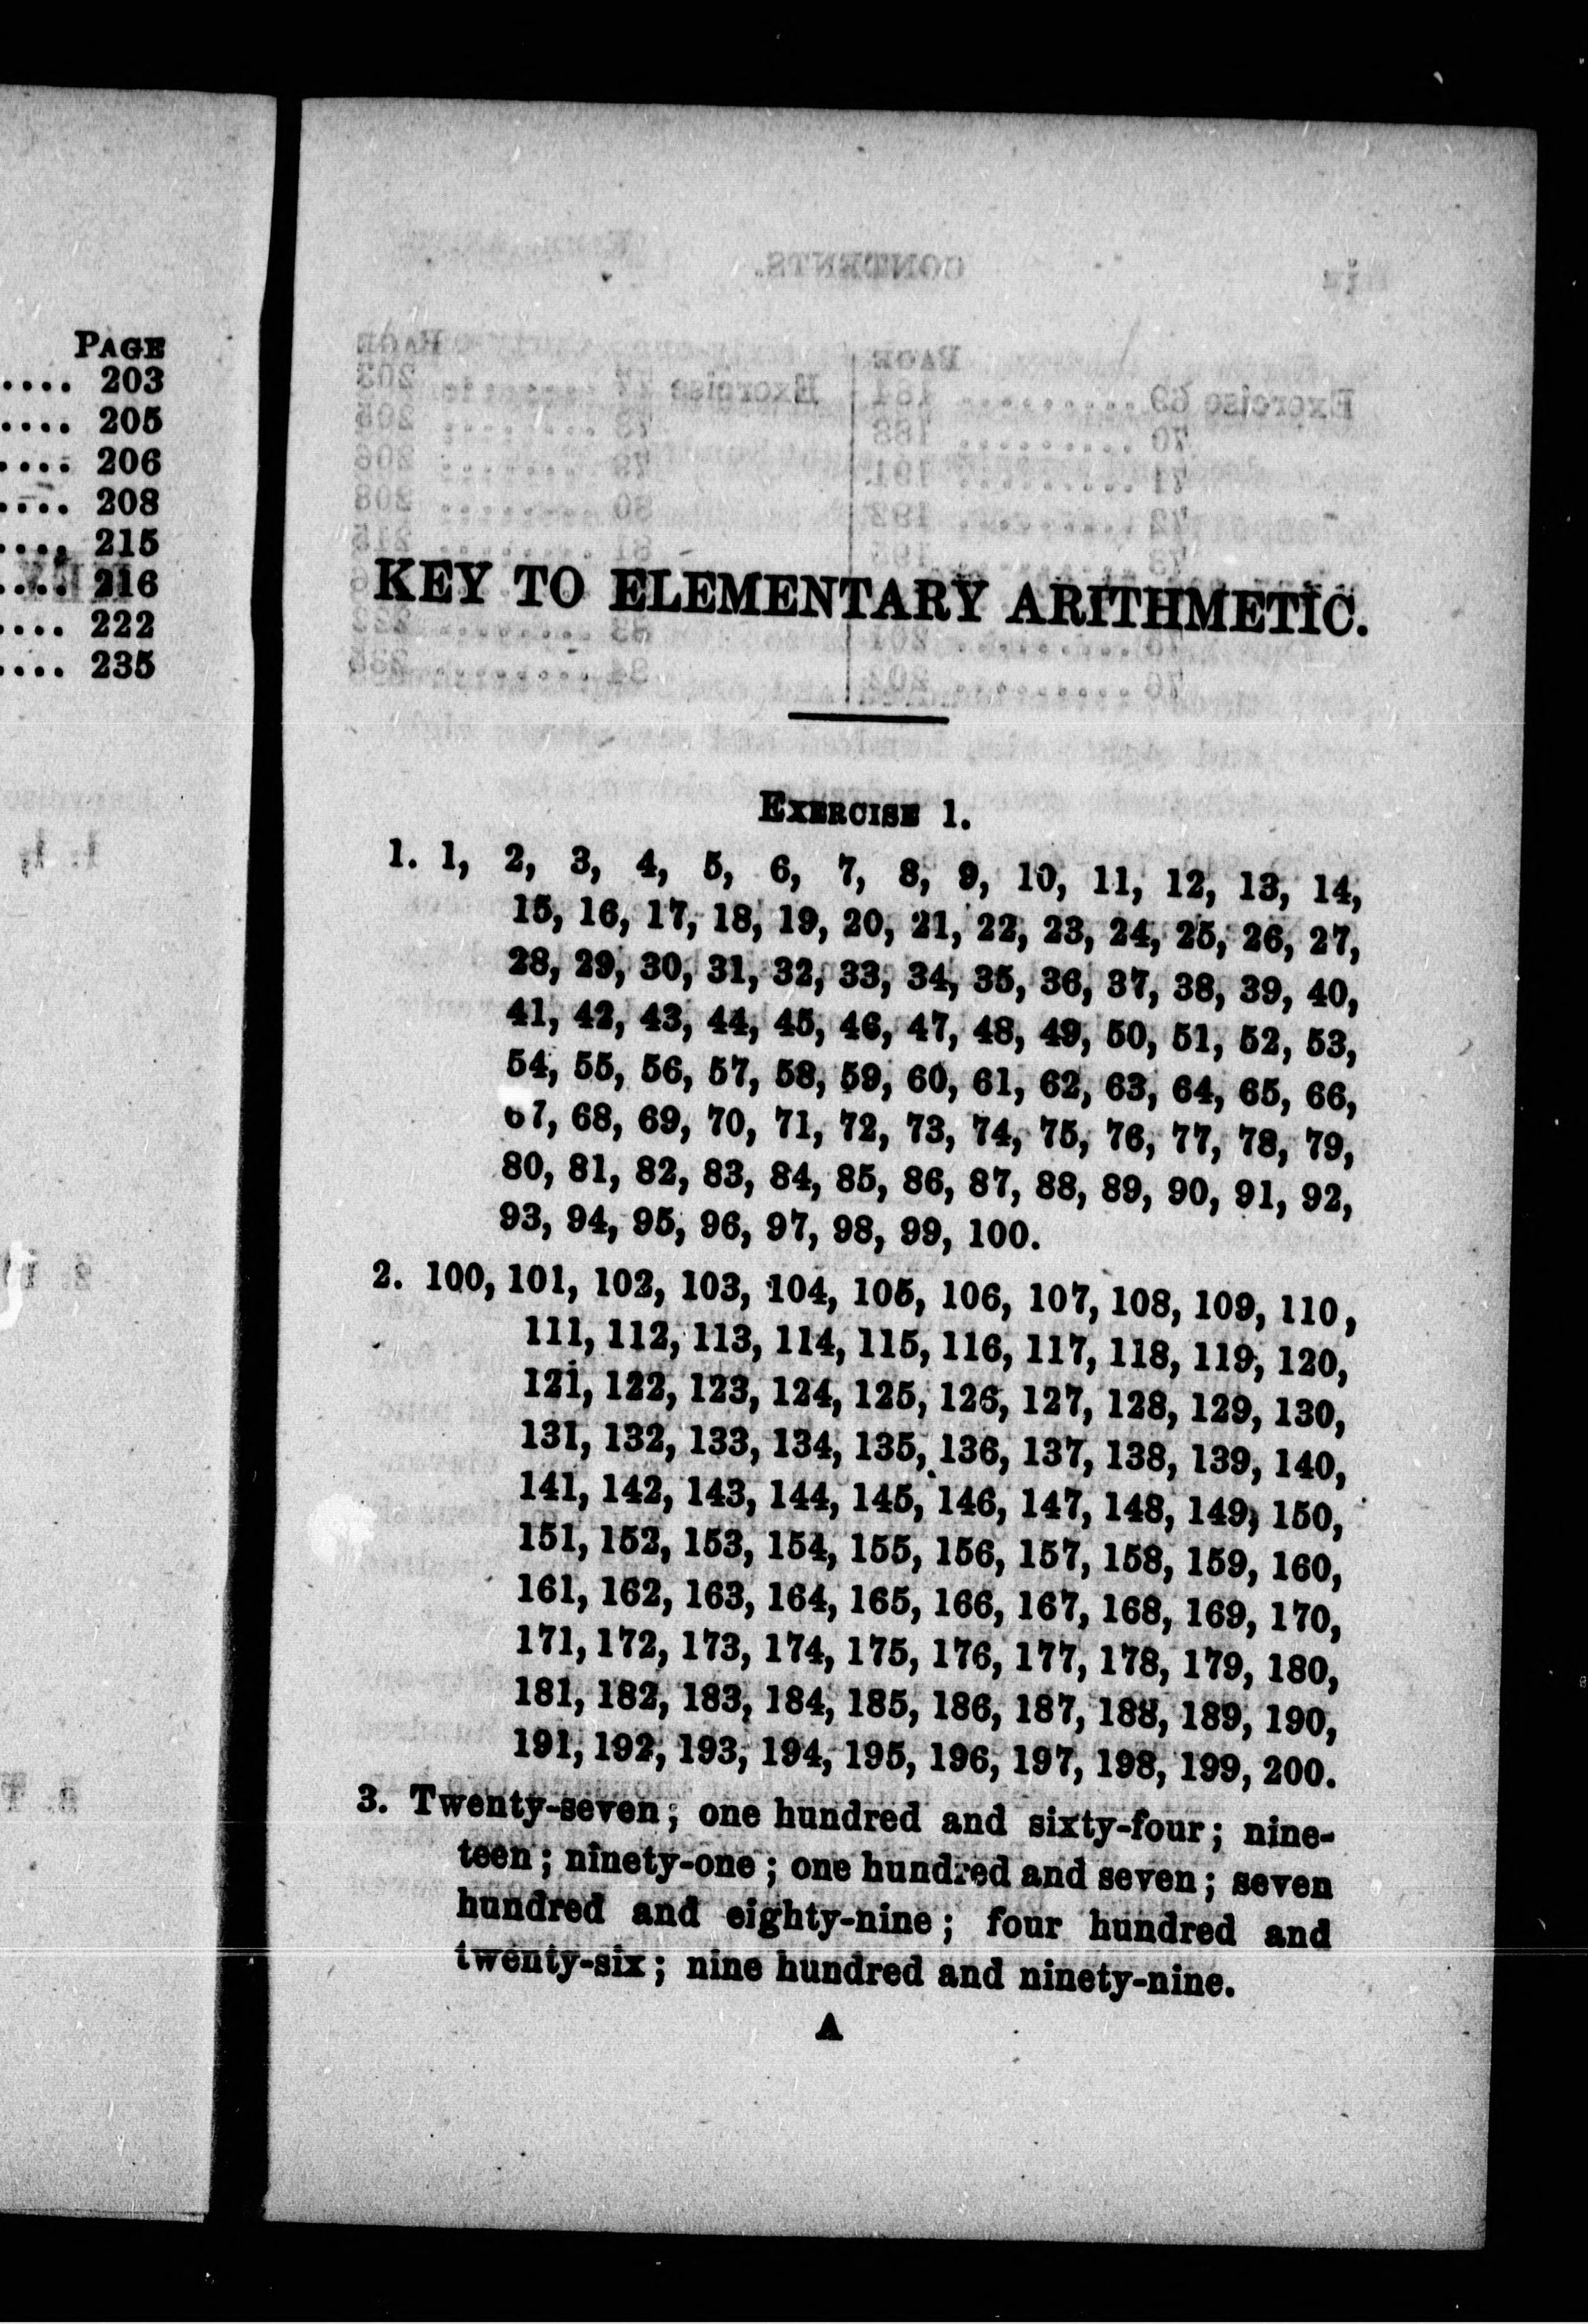 PAGE
.... 203
.... 205
.... 206
.... 208
.... 215
.... 216
.... 222
.... 235
KEY TO ELEMENTARY ARITHMETIC.
EXERCISE 1.
1. 1, 2, 3, 4, 5, 6, 7, 8, 9, 10, 11, 12, 13, 14,
15, 16, 17, 18, 19, 20, 21, 22, 23, 24, 25, 26, 27,
28, 29, 30, 31, 32, 33, 34, 35, 36, 37, 38, 39, 40,
41, 42, 43, 44, 45, 46, 47, 48, 49, 50, 51, 52, 53,
54, 55, 56, 57, 58, 59, 60, 61, 62, 63, 64, 65, 66,
67, 68, 69, 70, 71, 72, 73, 74, 75, 76, 77, 78, 79,
80, 81, 82, 83, 84, 85, 86, 87, 88, 89, 90, 91, 92,
93, 94, 95, 96, 97, 98, 99, 100.
2. 100, 101, 102, 103, 104, 105, 106, 107, 108, 109, 110,
111, 112, 113, 114, 115, 116, 117, 118, 119, 120,
121, 122, 123, 124, 125, 126, 127, 128, 129, 130,
131, 132, 133, 134, 135, 136, 137, 138, 139, 140,
141, 142, 143, 144, 145, 146, 147, 148, 149, 150,
151, 152, 153, 154, 155, 156, 157, 158, 159, 160,
161, 162, 163, 164, 165, 166, 167, 168, 169, 170,
171, 172, 173, 174, 175, 176, 177, 178, 179, 180,
181, 182, 183, 184, 185, 186, 187, 188, 189, 190,
191, 192, 193, 194, 195, 196, 197, 198, 199, 200.
3. Twenty-seven; one hundred and sixty-four; nine-
teen; ninety-one; one hundred and seven; seven
hundred and eighty-nine; four hundred and
twenty-six; nine hundred and ninety-nine.
A